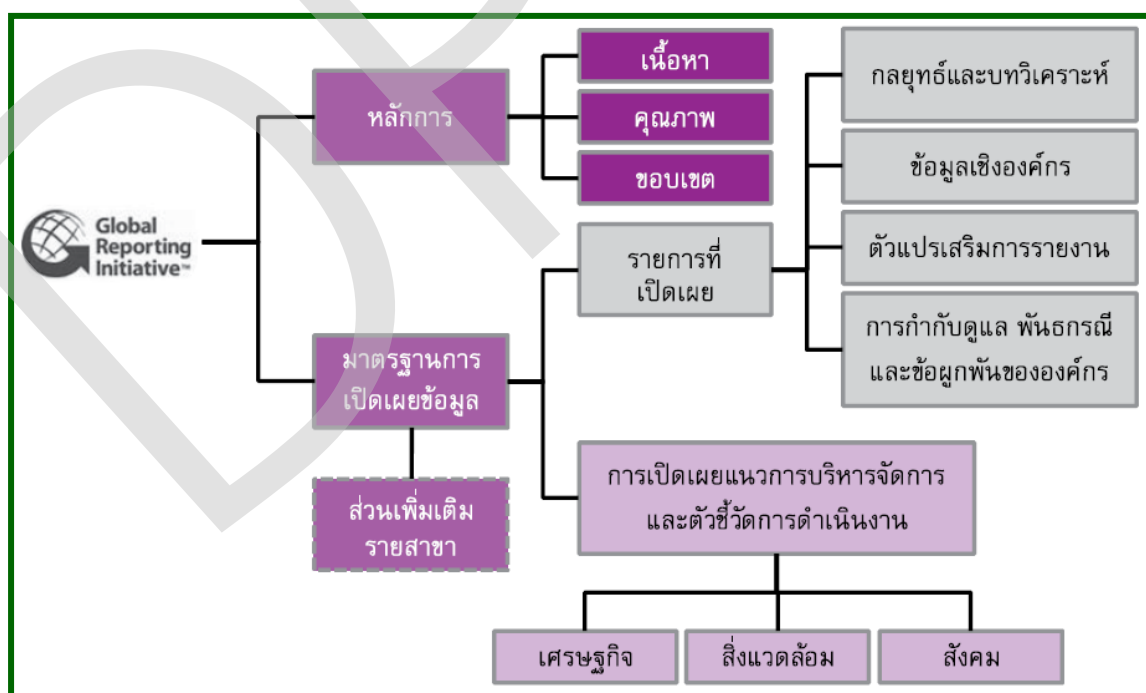 Global
Reporting
Initiative™
หลักการ
เนื้อหา
คุณภาพ
ขอบเขต
มาตรฐานการ
เปิดเผยข้อมูล
ส่วนเพิ่มเติม
รายสาขา
รายการที่
เปิดเผย
กลยุทธ์และบทวิเคราะห์
ข้อมูลเชิงองค์กร
ตัวแปรเสริมการรายงาน
การกำกับดูแล พันธกรณี
และข้อผูกพันขององค์กร
การเปิดเผยแนวการบริหารจัดการ
และตัวชี้วัดการดำเนินงาน
เศรษฐกิจ
สิ่งแวดล้อม
สังคม